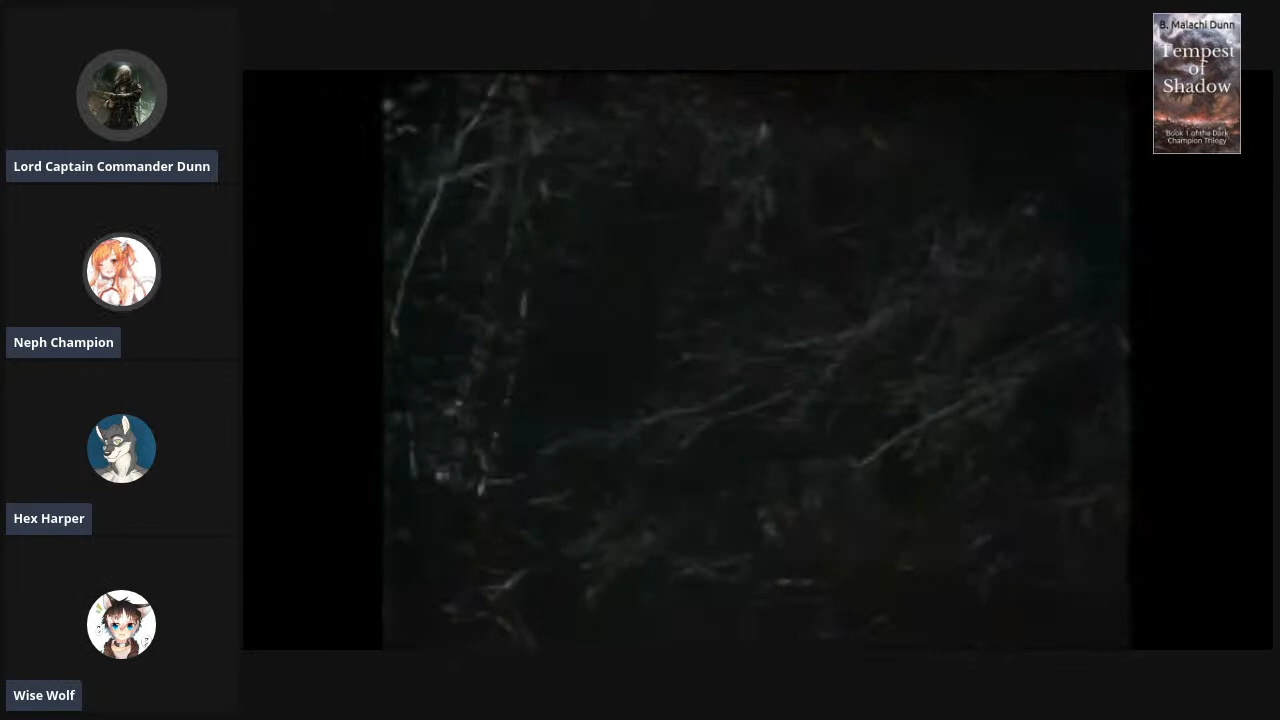 Lord Captain Commander Dunn
Neph Champion
Hex Harper
Wise Wolf
B. Malachi Dunn
Tempest
of
Shadow
Book 1 of the Dark
Champion Trilogy